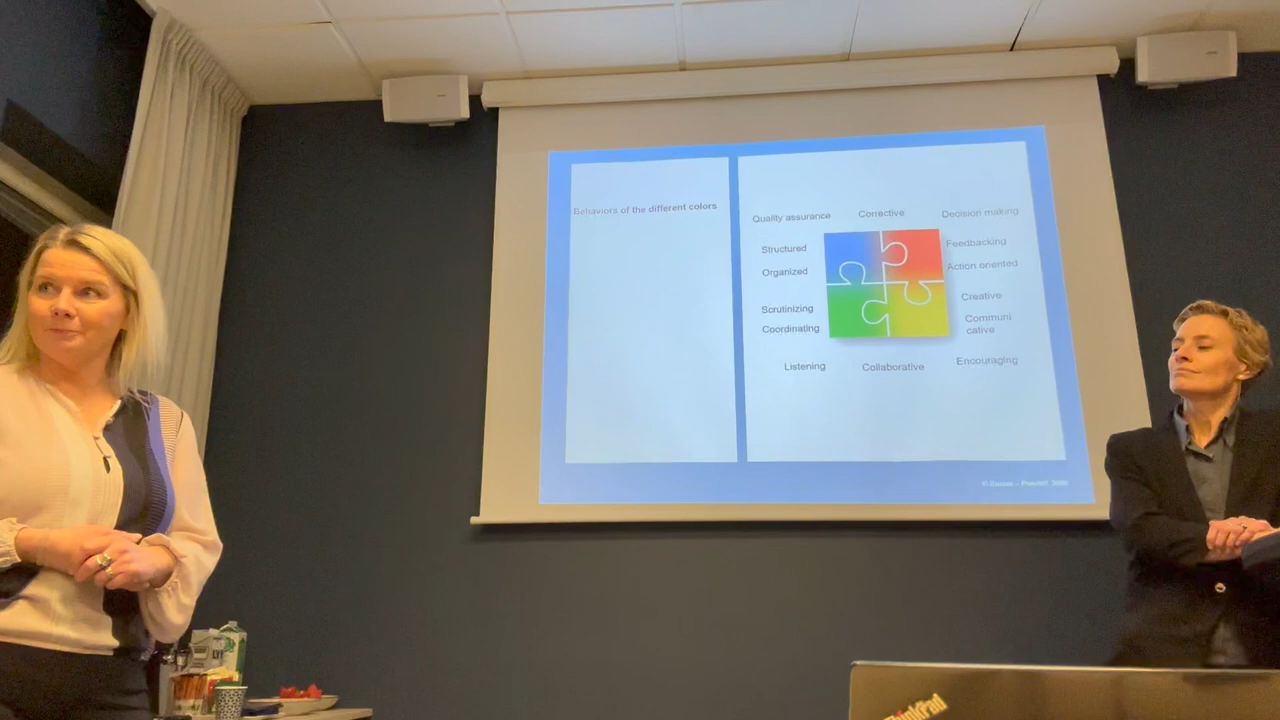 Behaviors of the different colors
Quality assurance
Corrective
Decision making
Structured
Feedbacking
Organized
Action oriented
Scrutinizing
Creative
Coordinating
Communi
cative
Listening
Collaborative
Encouraging
ThinkPad